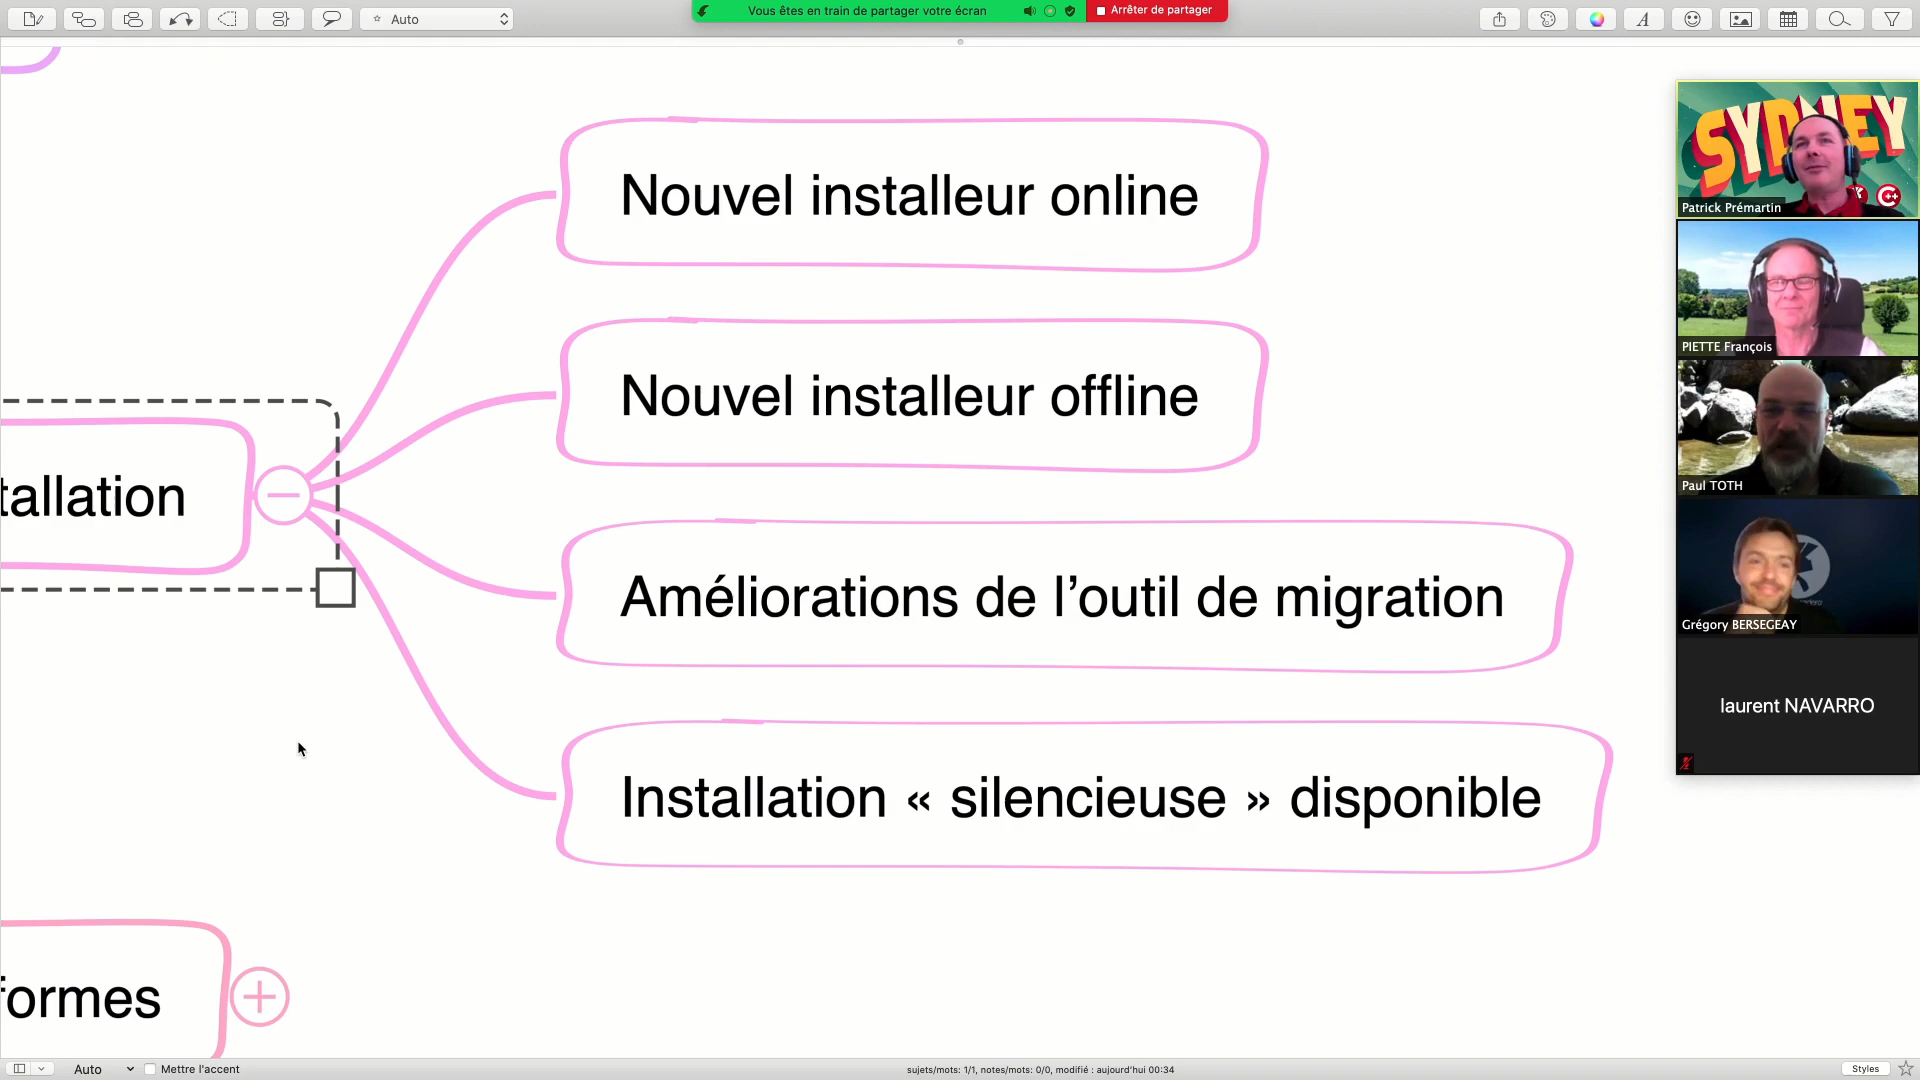 Auto
Vous êtes en train de partager votre écran
Arrêter de partager
A
Nouvel installeur online
Nouvel installeur offline
tallation
Améliorations de l’outil de migration
Installation « silencieuse » disponible
formes
SYDNEY
C++
Patrick Prémartin
PIETTE François
Paul TOTH
Grégory BERSEGEAY
laurent NAVARRO
Auto
Mettre l'accent
sujets/mots: 1/1, notes/mots: 0/0, modifié : aujourd’hui 00:34
Styles